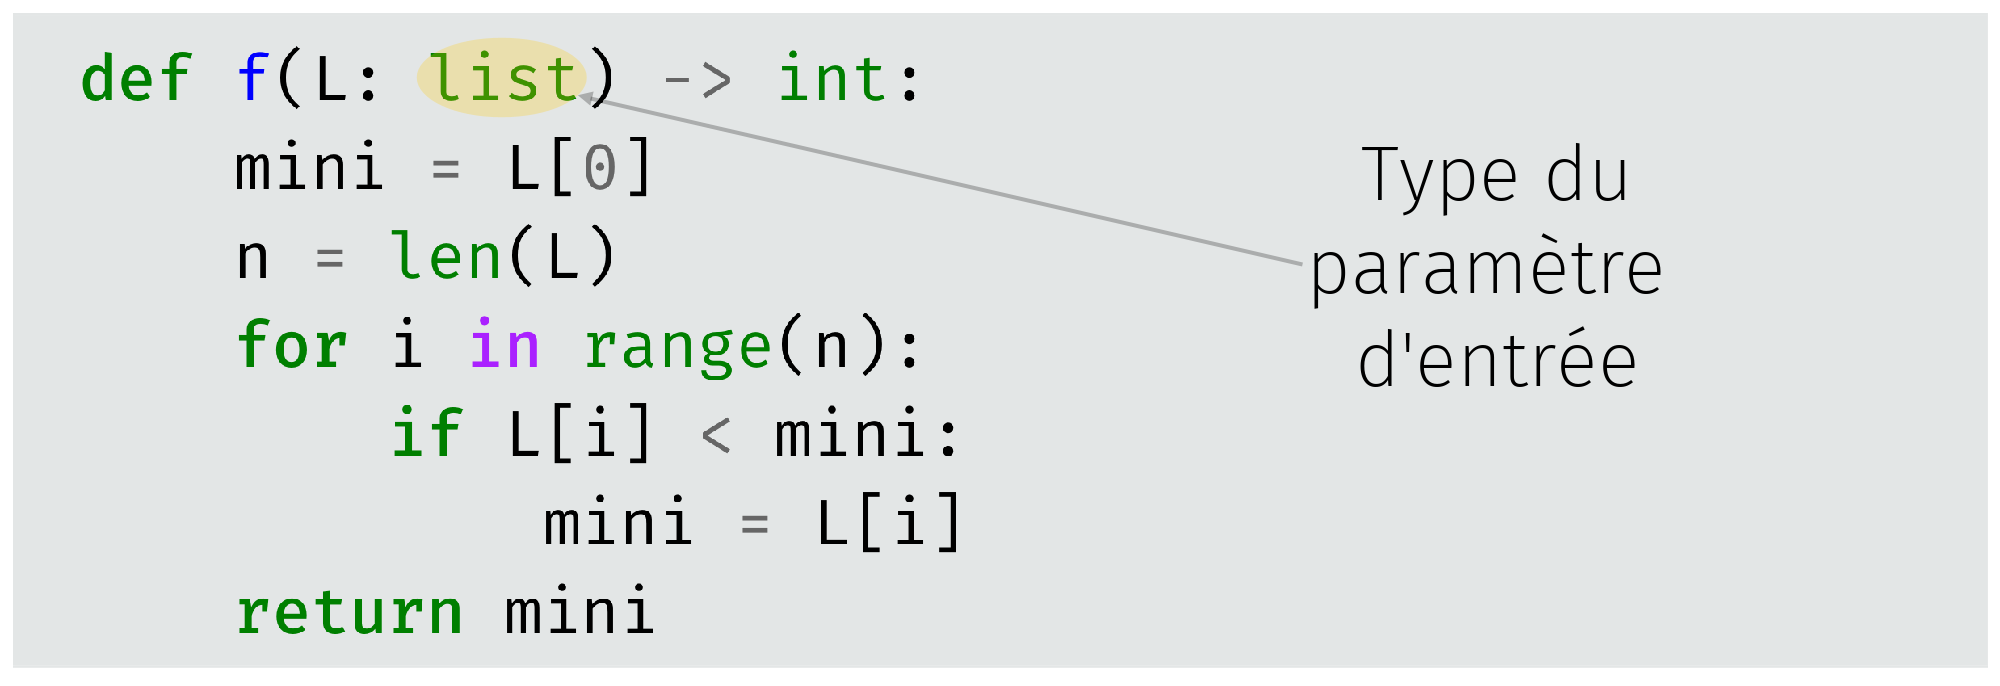 def f(L: list) -> int:
    mini = L[0]
    n = len(L)
    for i in range(n):
        if L[i] < mini:
            mini = L[i]
    return mini
Type du
paramètre
d'entrée